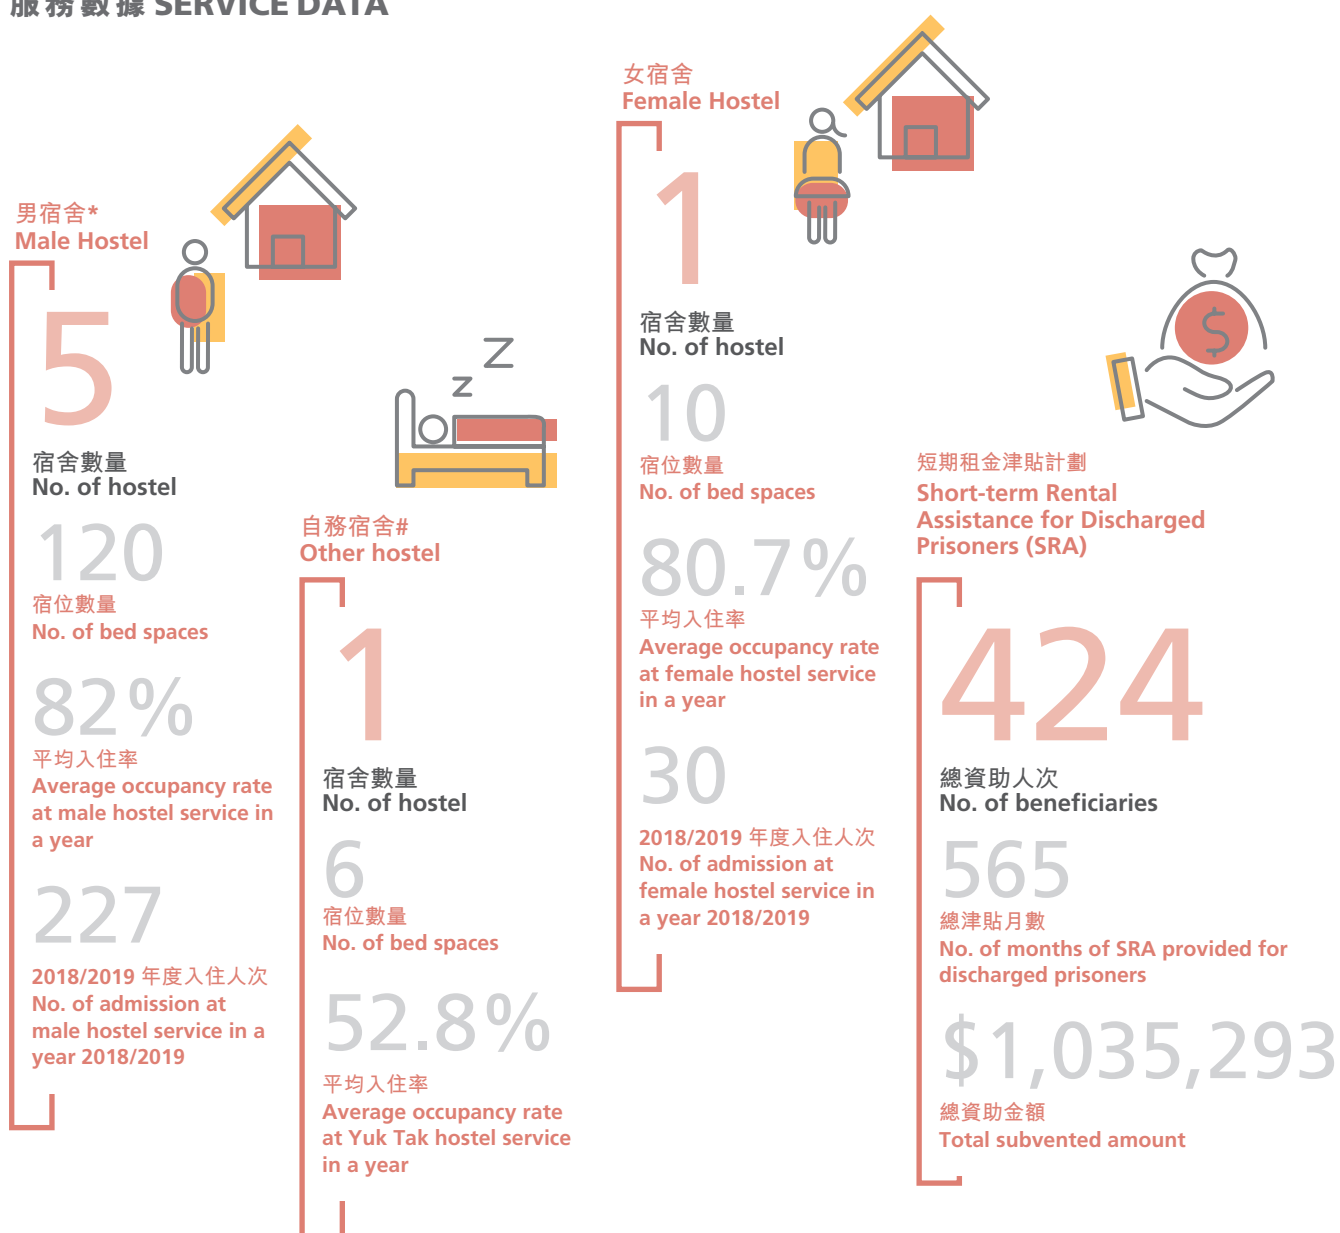 服務數據 SERVICE DATA
男宿舍*
Male Hostel
5
宿舍數量
No. of hostel
120
宿位數量
No. of bed spaces
82%
平均入住率
Average occupancy rate
at male hostel service in
a year
227
2018/2019 年度入住人次
No. of admission at
male hostel service in a
year 2018/2019
Z
z
自務宿舍#
Other hostel
1
宿舍數量
No. of hostel
6
宿位數量
No. of bed spaces
52.8%
平均入住率
Average occupancy rate
at Yuk Tak hostel service
in a year
女宿舍
Female Hostel
1
宿舍數量
No. of hostel
10
宿位數量
No. of bed spaces
80.7%
平均入住率
Average occupancy rate
at female hostel service
in a year
30
2018/2019 年度入住人次
No. of admission at
female hostel service in
a year 2018/2019
$
短期租金津貼計劃
Short-term Rental
Assistance for Discharged
Prisoners (SRA)
424
總資助人次
No. of beneficiaries
565
總津貼月數
No. of months of SRA provided for
discharged prisoners
$1,035,293
總資助金額
Total subvented amount